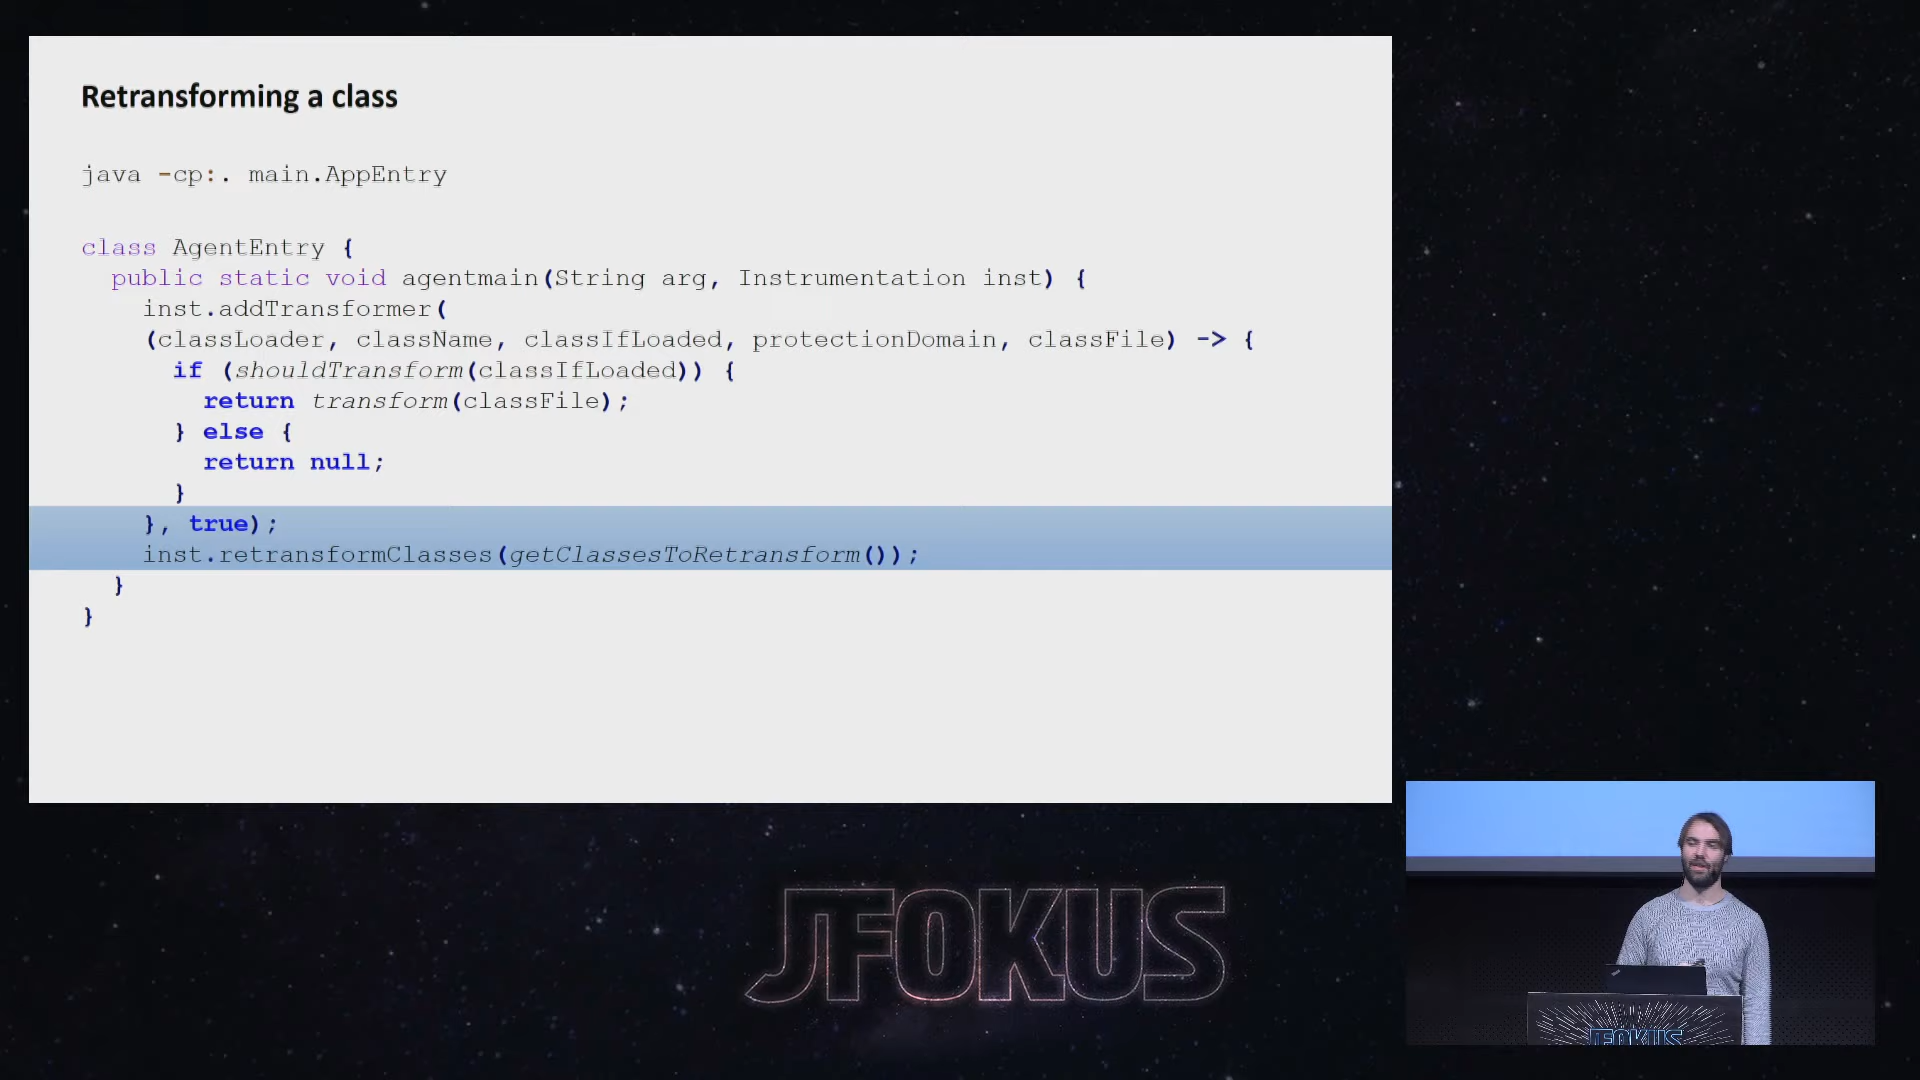 Retransforming a class
java -cp:. main.AppEntry
class AgentEntry {
public static void agentmain(String arg, Instrumentation inst) {
inst.addTransformer(
(classLoader, className, classIfLoaded, protectionDomain, classFile) -> {
if (shouldTransform(classIfLoaded)) {
return transform(classFile);
} else {
return null;
}
}, true);
inst.retransformClasses(getClassesToRetransform());
}
}
JFOKUS
JFOKUS